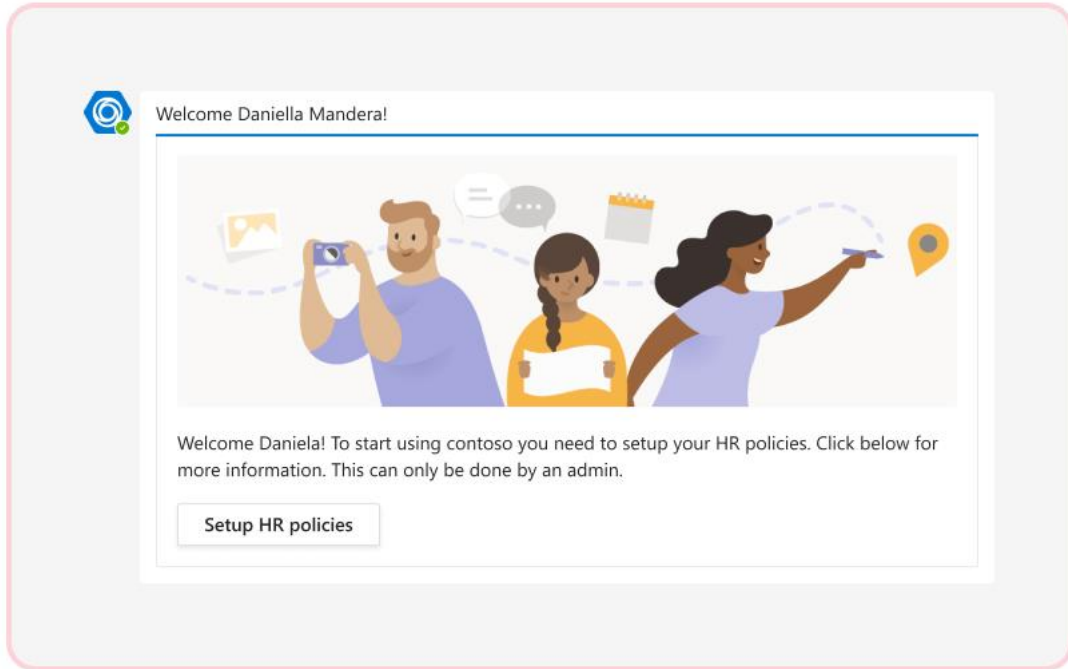 Welcome Daniella Mandera!
Welcome Daniela! To start using contoso you need to setup your HR policies. Click below for
more information. This can only be done by an admin.
Setup HR policies